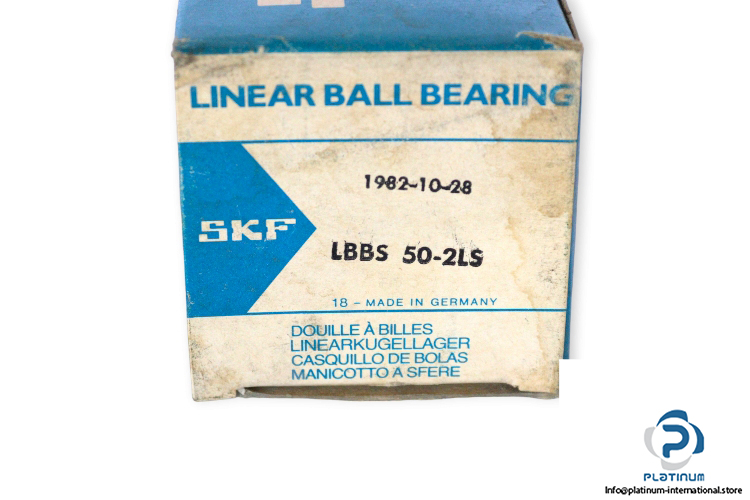 LINEAR BALL BEARING
1982-10-28
SKF
LBBS 50-2LS
18 - MADE IN GERMANY
DOUILLE À BILLES
LINEARKUGELLAGER
CASQUILLO DE BOLAS
MANICOTTO A SFERE
PLATINUM
Info@platinum-international.store